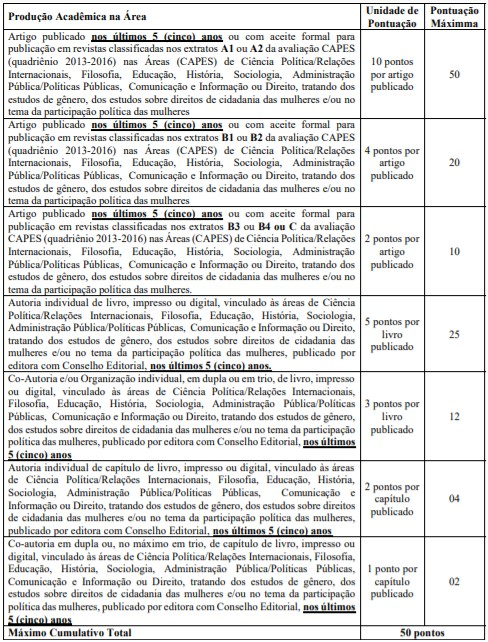 Produção Acadêmica na Área
Unidade de
Pontuação
Pontuação
Máximma
Artigo publicado nos últimos 5 (cinco) anos ou com aceite formal para
publicação em revistas classificadas nos extratos A1 ou A2 da avaliação CAPES
(quadriênio 2013-2016) nas Áreas (CAPES) de Ciência Política/Relações
Internacionais, Filosofia, Educação, História, Sociologia, Administração
Pública/Políticas Públicas, Comunicação e Informação ou Direito, tratando dos
estudos de gênero, dos estudos sobre direitos de cidadania das mulheres e/ou no
tema da participação política das mulheres
10 pontos
por artigo
publicado
50
Artigo publicado nos últimos 5 (cinco) anos ou com aceite formal para
publicação em revistas classificadas nos extratos B1 ou B2 da avaliação CAPES
(quadriênio 2013-2016) nas Áreas (CAPES) de Ciência Política/Relações
Internacionais, Filosofia, Educação, História, Sociologia, Administração
Pública/Políticas Públicas, Comunicação e Informação ou Direito, tratando dos
estudos de gênero, dos estudos sobre direitos de cidadania das mulheres e/ou no
tema da participação política das mulheres
4 pontos por
artigo
publicado
20
Artigo publicado nos últimos 5 (cinco) anos ou com aceite formal para
publicação em revistas classificadas nos extratos B3 ou B4 ou C da avaliação
CAPES (quadriênio 2013-2016) nas Áreas (CAPES) de Ciência Política/Relações
Internacionais, Filosofia, Educação, História, Sociologia, Administração
Pública/Políticas Públicas, Comunicação e Informação ou Direito, tratando dos
estudos de gênero, dos estudos sobre direitos de cidadania das mulheres e/ou no
tema da participação política das mulheres.
2 pontos por
artigo
publicado
10
Autoria individual de livro, impresso ou digital, vinculado às áreas de Ciência
Política/Relações Internacionais, Filosofia, Educação, História, Sociologia,
Administração Pública/Políticas Públicas, Comunicação e Informação ou Direito,
tratando dos estudos de gênero, dos estudos sobre direitos de cidadania das
mulheres e/ou no tema da participação política das mulheres, publicado por
editora com Conselho Editorial, nos últimos 5 (cinco) anos.
5 pontos por
livro
publicado
25
Co-Autoria e/ou Organização individual, em dupla ou em trio, de livro, impresso
ou digital, vinculado às áreas de Ciência Política/Relações Internacionais,
Filosofia, Educação, História, Sociologia, Administração Pública/Políticas
Públicas, Comunicação e Informação ou Direito, tratando dos estudos de gênero,
dos estudos sobre direitos de cidadania das mulheres e/ou no tema da participação
política das mulheres, publicado por editora com Conselho Editorial, nos últimos
5 (cinco) anos
3 pontos por
livro
publicado
12
Autoria individual de capítulo de livro, impresso ou digital, vinculado às áreas
de Ciência Política/Relações Internacionais, Filosofia, Educação, História,
Sociologia, Administração Pública/Políticas Públicas, Comunicação e
Informação ou Direito, tratando dos estudos de gênero, dos estudos sobre direitos
de cidadania das mulheres e/ou no tema da participação política das mulheres,
publicado por editora com Conselho Editorial, nos últimos 5 (cinco) anos
2 pontos por
capítulo
publicado
04
Co-autoria em dupla ou, no máximo em trio, de capítulo de livro, impresso ou
digital, vinculado às áreas de Ciência Política/Relações Internacionais, Filosofia,
Educação, História, Sociologia, Administração Pública/Políticas Públicas,
Comunicação e Informação ou Direito, tratando dos estudos de gênero, dos
estudos sobre direitos de cidadania das mulheres e/ou no tema da participação
política das mulheres, publicado por editora com Conselho Editorial, nos últimos
5 (cinco) anos
1 ponto por
capítulo
publicado
02
Máximo Cumulativo Total
50 pontos